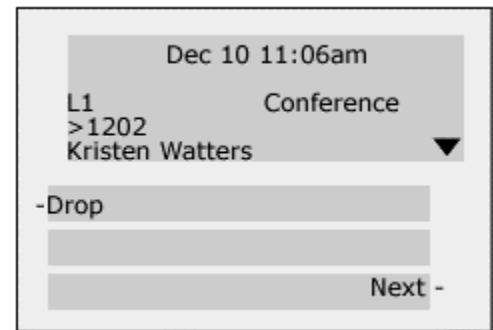 Dec 10 11:06am
L1 Conference
>1202
Kristen Watters
-Drop
Next -